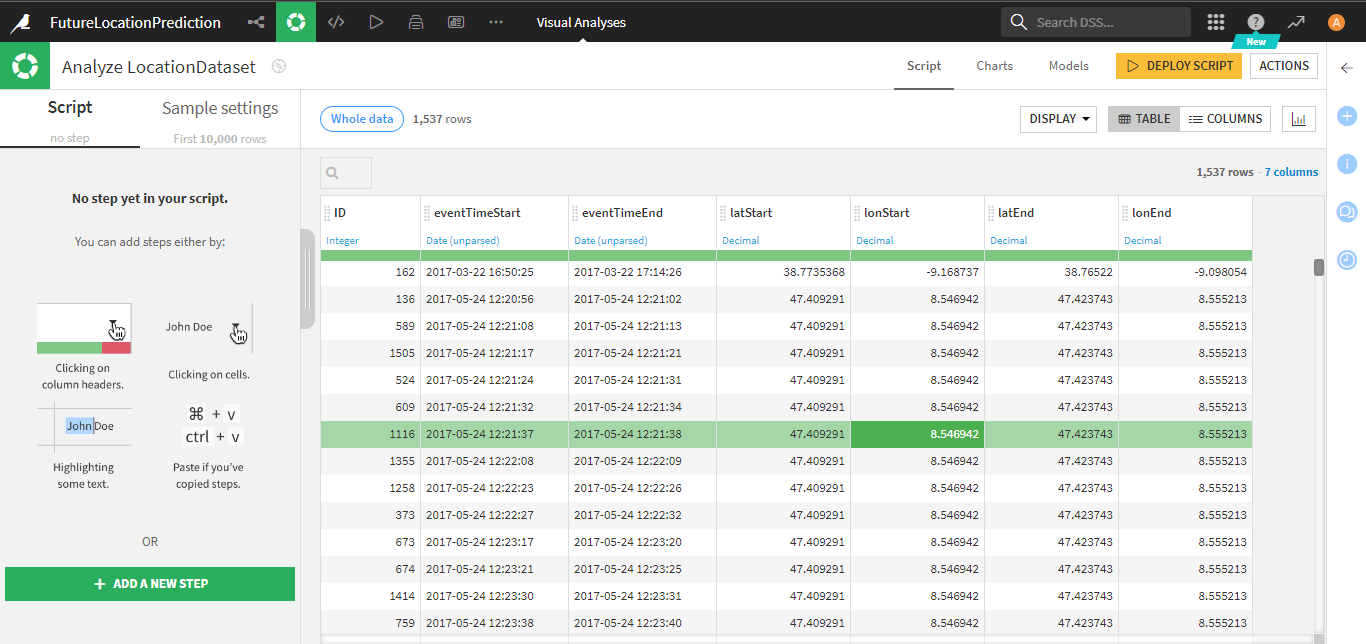 FutureLocationPrediction
Visual Analyses
Search DSS...
?
New
A
Analyze LocationDataset
Script
Charts
Models
DEPLOY SCRIPT
ACTIONS
Script
no step
Sample settings
First 10,000 rows
Whole data
1,537 rows
DISPLAY
TABLE
COLUMNS
1,537 rows - 7 columns
No step yet in your script.
You can add steps either by:
John Doe
Clicking on
column headers.
Clicking on cells.
John Doe
⌘ + v
ctrl + v
Highlighting
some text.
Paste if you've
copied steps.
OR
+ ADD A NEW STEP
ID eventTimeStart eventTimeEnd latStart lonStart latEnd lonEnd
Integer Date (unparsed) Date (unparsed) Decimal Decimal Decimal Decimal
162 2017-03-22 16:50:25 2017-03-22 17:14:26 38.7735368 -9.168737 38.76522 -9.098054
136 2017-05-24 12:20:56 2017-05-24 12:21:02 47.409291 8.546942 47.423743 8.555213
589 2017-05-24 12:21:08 2017-05-24 12:21:13 47.409291 8.546942 47.423743 8.555213
1505 2017-05-24 12:21:17 2017-05-24 12:21:21 47.409291 8.546942 47.423743 8.555213
524 2017-05-24 12:21:24 2017-05-24 12:21:31 47.409291 8.546942 47.423743 8.555213
609 2017-05-24 12:21:32 2017-05-24 12:21:34 47.409291 8.546942 47.423743 8.555213
1116 2017-05-24 12:21:37 2017-05-24 12:21:38 47.409291 8.546942 47.423743 8.555213
1355 2017-05-24 12:22:08 2017-05-24 12:22:09 47.409291 8.546942 47.423743 8.555213
1258 2017-05-24 12:22:23 2017-05-24 12:22:26 47.409291 8.546942 47.423743 8.555213
373 2017-05-24 12:22:27 2017-05-24 12:22:32 47.409291 8.546942 47.423743 8.555213
673 2017-05-24 12:23:17 2017-05-24 12:23:20 47.409291 8.546942 47.423743 8.555213
674 2017-05-24 12:23:21 2017-05-24 12:23:25 47.409291 8.546942 47.423743 8.555213
1414 2017-05-24 12:23:30 2017-05-24 12:23:31 47.409291 8.546942 47.423743 8.555213
759 2017-05-24 12:23:38 2017-05-24 12:23:40 47.409291 8.546942 47.423743 8.555213